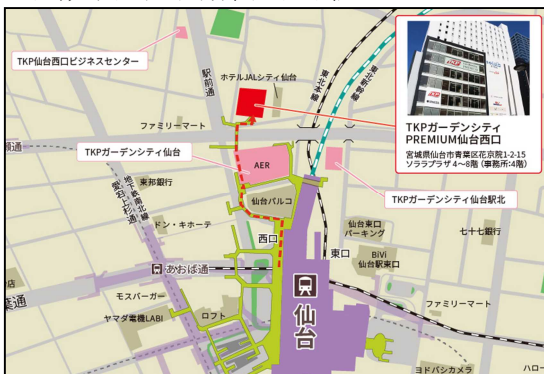 TKP仙台西口ビジネスセンター
駅前通
ホテルJALシティ仙台
東北本線
東北新幹線
TKPガーデンシティ
PREMIUM仙台西口
宮城県仙台市青葉区花京院1-2-15
ソララプラザ 4〜8階 (事務所:4階)
ファミリーマート
TKPガーデンシティ仙台
AER
TKPガーデンシティ仙台駅北
東邦銀行
地下鉄南北線
愛宕上杉通
仙台パルコ
ドン・キホーテ
西口
東口
仙台東口
パーキング
BiVi
仙台駅東口
七十七銀行
あおば通
仙台
モスバーガー
ヤマダ電機LABI
ロフト
ファミリーマート
ヨドバシカメラ
ハロー
葉通